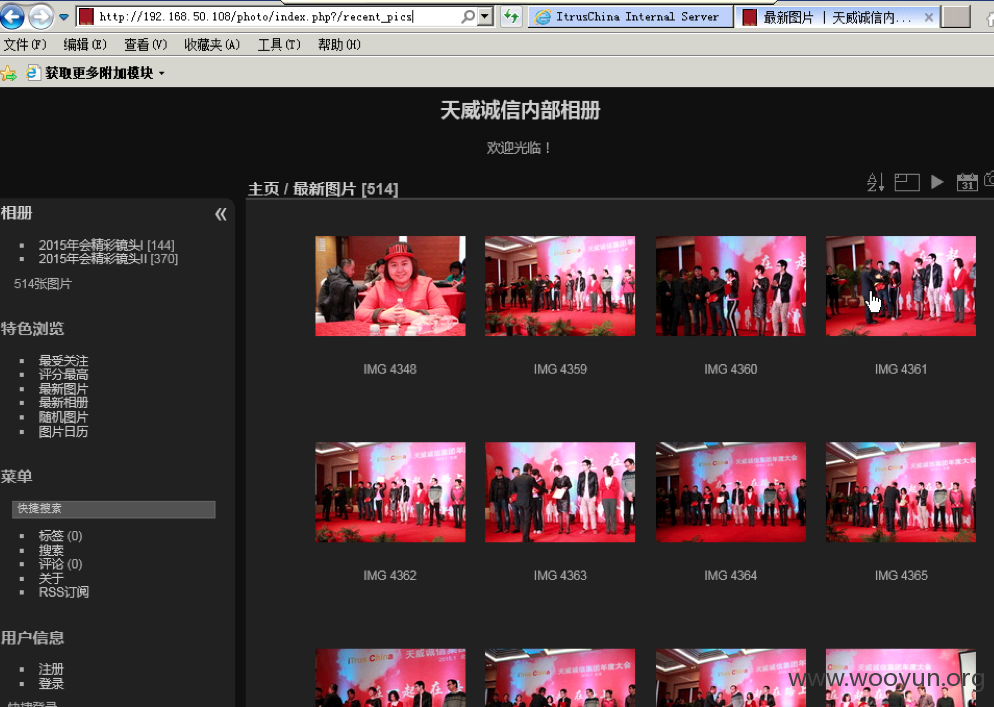 http://192.168.50.108/photo/index.php?/recent_pics
ItrusChina Internal Server
最新图片 | 天威诚信内...
文件(F) 编辑(E) 查看(V) 收藏夹(A) 工具(T) 帮助(H)
获取更多附加模块
天威诚信内部相册
欢迎光临！
主页 / 最新图片 [514]
31
相册
2015年会精彩镜头I [144]
2015年会精彩镜头II [370]
514张图片
特色浏览
最受关注
评分最高
最新图片
最新相册
随机图片
图片日历
菜单
快捷搜索
标签 (0)
搜索
评论 (0)
关于
RSS订阅
用户信息
注册
登录
快捷登录
IMG 4348
IMG 4359
IMG 4360
IMG 4361
IMG 4362
IMG 4363
IMG 4364
IMG 4365
www.wooyun.org